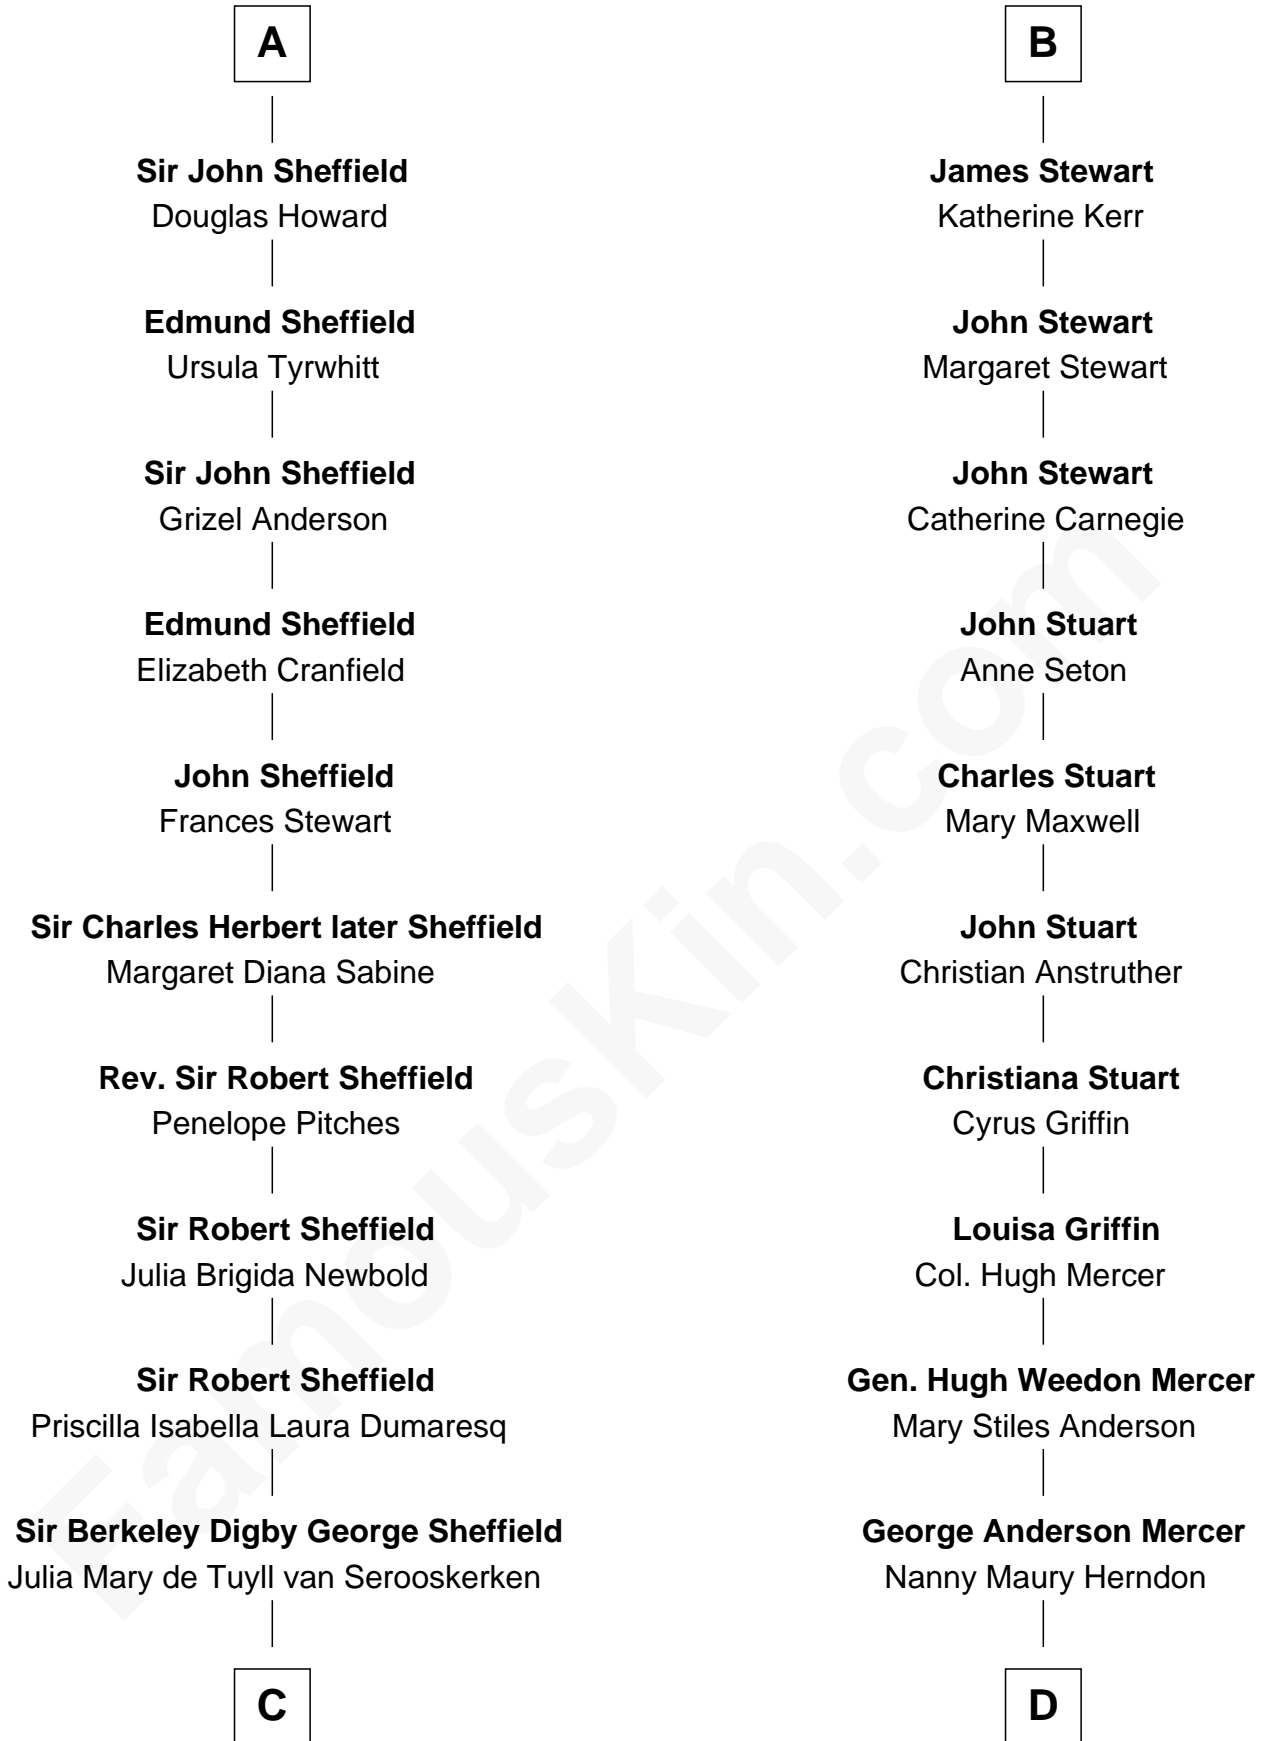 A
Sir John Sheffield
Douglas Howard
Edmund Sheffield
Ursula Tyrwhitt
Sir John Sheffield
Grizel Anderson
Edmund Sheffield
Elizabeth Cranfield
John Sheffield
Frances Stewart
Sir Charles Herbert later Sheffield
Margaret Diana Sabine
Rev. Sir Robert Sheffield
Penelope Pitches
Sir Robert Sheffield
Julia Brigida Newbold
Sir Robert Sheffield
Priscilla Isabella Laura Dumaresq
Sir Berkeley Digby George Sheffield
Julia Mary de Tuyll van Serooskerken
C
B
James Stewart
Katherine Kerr
John Stewart
Margaret Stewart
John Stewart
Catherine Carnegie
John Stuart
Anne Seton
Charles Stuart
Mary Maxwell
John Stuart
Christian Anstruther
Christiana Stuart
Cyrus Griffin
Louisa Griffin
Col. Hugh Mercer
Gen. Hugh Weedon Mercer
Mary Stiles Anderson
George Anderson Mercer
Nanny Maury Herndon
D
FamousKin.com